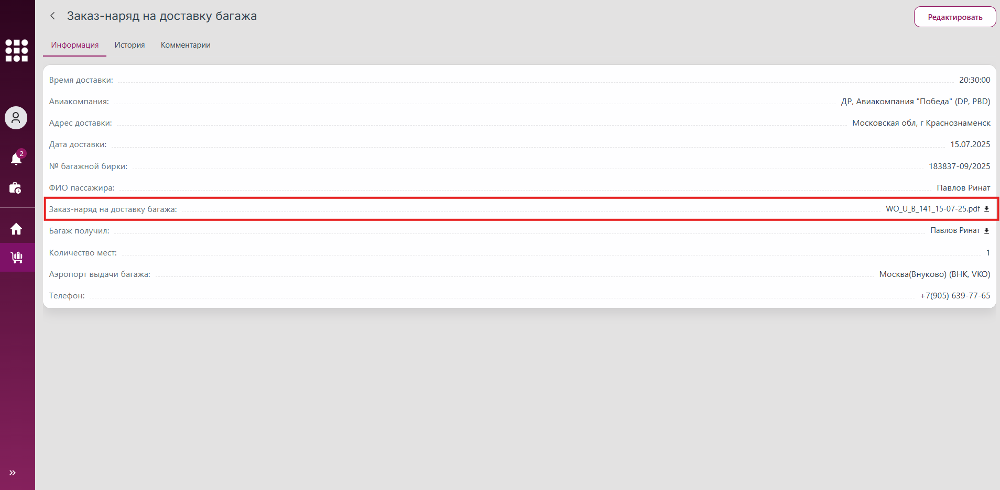 Заказ-наряд на доставку багажа
Редактировать
Информация История Комментарии
Время доставки: 20:30:00
Авиакомпания: ДР, Авиакомпания "Победа" (DP, PBD)
Адрес доставки: Московская обл, г Краснознаменск
2
Дата доставки: 15.07.2025
№ багажной бирки: 183837-09/2025
ФИО пассажира: Павлов Ринат
Заказ-наряд на доставку багажа: WO_U_B_141_15-07-25.pdf
Багаж получил: Павлов Ринат
Количество мест: 1
Аэропорт выдачи багажа: Москва(Внуково) (ВНК, VKO)
Телефон: +7(905) 639-77-65